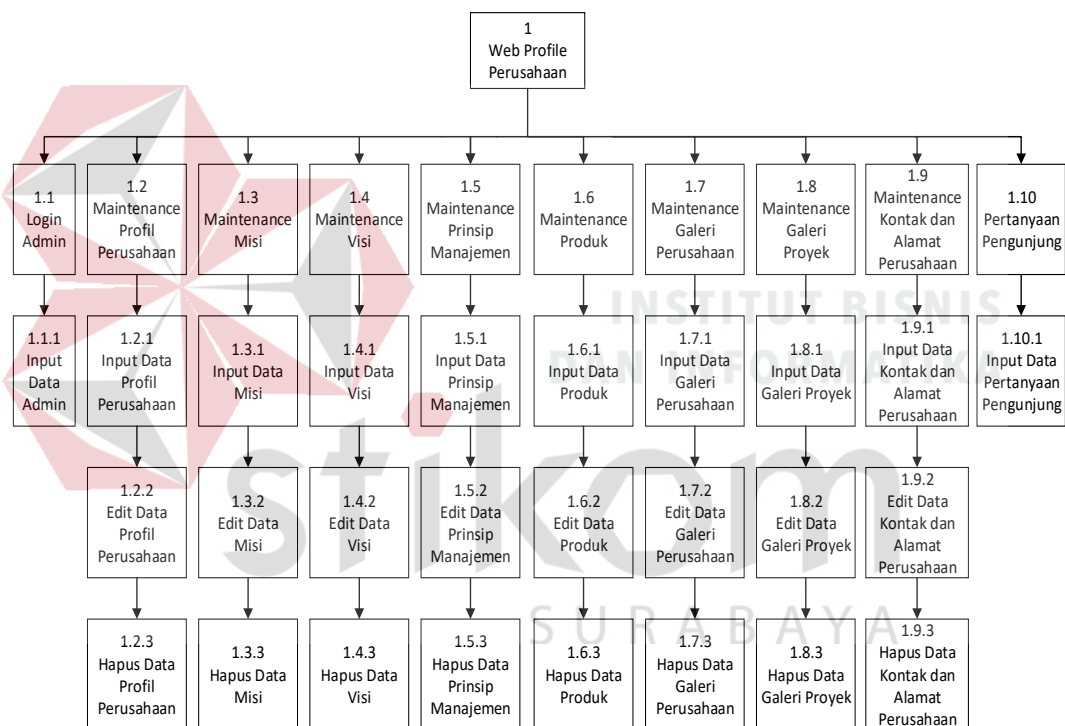 1
Web Profile
Perusahaan
1.1
Login
Admin
1.2
Maintenance
Profil
Perusahaan
1.3
Maintenance
Misi
1.4
Maintenance
Visi
1.5
Maintenance
Prinsip
Manajemen
1.6
Maintenance
Produk
1.7
Maintenance
Galeri
Perusahaan
1.8
Maintenance
Galeri
Proyek
1.9
Maintenance
Kontak dan
Alamat
Perusahaan
1.10
Pertanyaan
Pengunjung
1.1.1
Input
Data
Admin
1.2.1
Input Data
Profil
Perusahaan
1.3.1
Input Data
Misi
1.4.1
Input Data
Visi
1.5.1
Input Data
Prinsip
Manajemen
1.6.1
Input Data
Produk
1.7.1
Input Data
Galeri
Perusahaan
1.8.1
Input Data
Galeri Proyek
1.9.1
Input Data
Kontak dan
Alamat
Perusahaan
1.10.1
Input Data
Pertanyaan
Pengunjung
1.2.2
Edit Data
Profil
Perusahaan
1.3.2
Edit Data
Misi
1.4.2
Edit Data
Visi
1.5.2
Edit Data
Prinsip
Manajemen
1.6.2
Edit Data
Produk
1.7.2
Edit Data
Galeri
Perusahaan
1.8.2
Edit Data
Galeri Proyek
1.9.2
Edit Data
Kontak dan
Alamat
Perusahaan
1.2.3
Hapus Data
Profil
Perusahaan
1.3.3
Hapus Data
Misi
1.4.3
Hapus Data
Visi
1.5.3
Hapus Data
Prinsip
Manajemen
1.6.3
Hapus Data
Produk
1.7.3
Hapus Data
Galeri
Perusahaan
1.8.3
Hapus Data
Galeri Proyek
1.9.3
Hapus Data
Kontak dan
Alamat
Perusahaan
INSTITUT BISNIS
DAN INFORMATIKA
stikom
SURABAYA